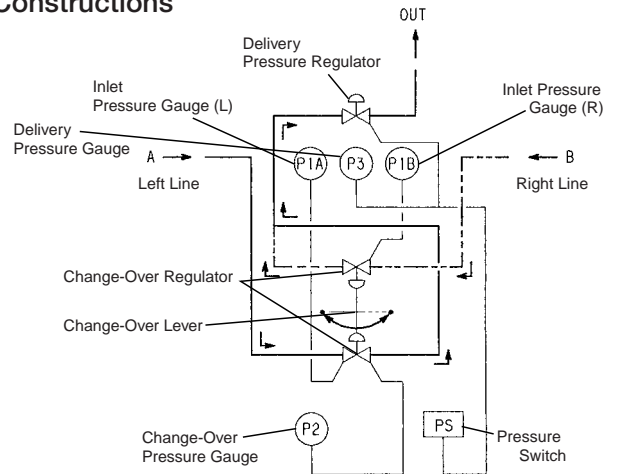 Constructions
OUT
Delivery
Pressure Regulator
Inlet
Pressure Gauge (L)
Inlet Pressure
Gauge (R)
Delivery
Pressure Gauge
A
P1A
P3
P1B
B
Left Line
Right Line
Change-Over Regulator
Change-Over Lever
P2
PS
Change-Over
Pressure Gauge
Pressure
Switch